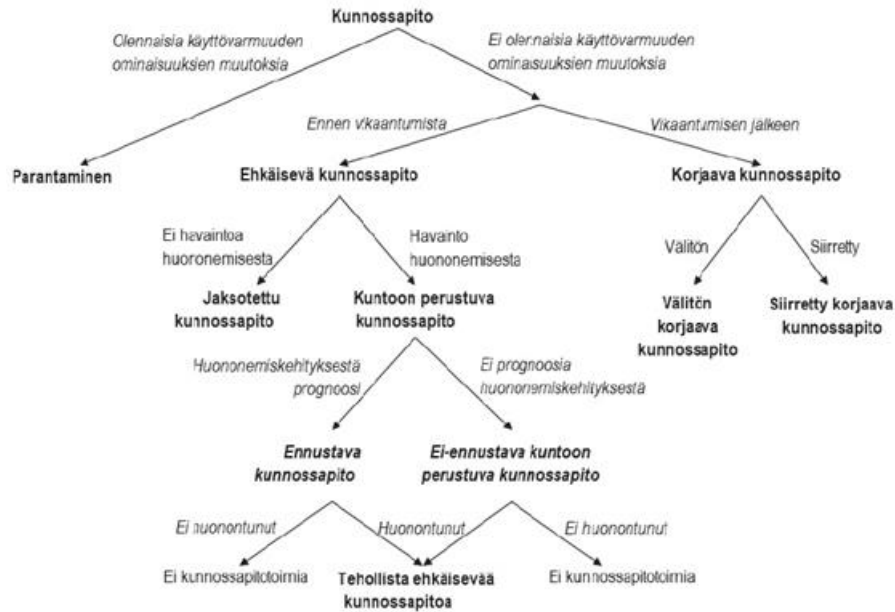 Kunnossapito
Olennaisia käyttövarmuuden
ominaisuuksien muutoksia
Ei olennaisia käyttövarmuuden
ominasuuksien muutoksia
Ennen vikaantumista
Vikaantumisen jälkeen
Parantaminen
Ehkäisevä kunnossapito
Korjaava kunnossapito
Ei havaintoa
huononemisesta
Havainto
huononemisesta
Välitön
Siirretty
Jaksotettu
kunnossapito
Kuntoon perustuva
kunnossapito
Välitön
korjaava
kunnossapito
Siirretty korjaava
kunnossapito
Huononemiskehityksestä
prognoosi
Ei prognoosia
huononemiskehityksestä
Ennustava
kunnossapito
Ei-ennustava kuntoon
perustuva kunnossapito
Ei huonontunut
Huonontunut
Ei huonontunut
Ei kunnossapitotoimia
Tehollista ehkäisevää
kunnossapitoa
Ei kunnossapitotoimia